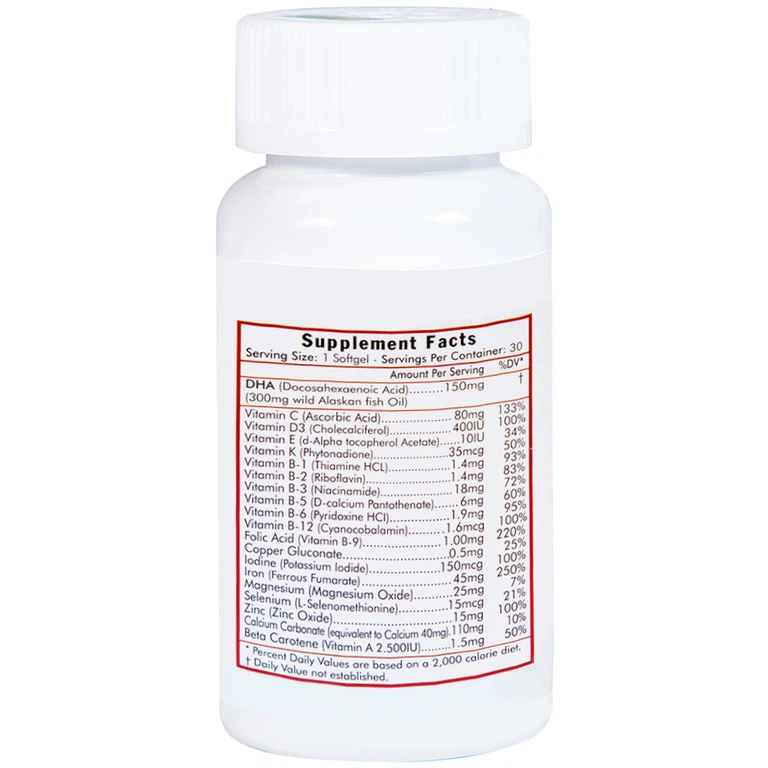 Supplement Facts
Serving Size: 1 Softgel - Servings Per Container: 30
Amount Per Serving %DV*
DHA (Docosahexaenoic Acid).........150mg †
(300mg wild Alaskan fish Oil)
Vitamin C (Ascorbic Acid)..................... 80mg 133%
Vitamin D3 (Cholecalciferol)..................400IU 100%
Vitamin E (d-Alpha tocopherol Acetate)......10IU 34%
Vitamin K (Phytonadione)......................35mcg 50%
Vitamin B-1 (Thiamine HCL)...................1.4mg 93%
Vitamin B-2 (Riboflavin).......................1.4mg 83%
Vitamin B-3 (Niacinamide).....................18mg 72%
Vitamin B-5 (D-calcium Pantothenate)........6mg 60%
Vitamin B-6 (Pyridoxine HCl).................1.9mg 95%
Vitamin B-12 (Cyanocobalamin)..............1.6mcg 100%
Folic Acid (Vitamin B-9).......................1.00mg 220%
Copper Gluconate..............................0.5mg 25%
Iodine (Potassium Iodide).....................150mcg 100%
Iron (Ferrous Fumarate)........................45mg 250%
Magnesium (Magnesium Oxide)..............25mg 7%
Selenium (L-Selenomethionine)..............15mcg 21%
Zinc (Zinc Oxide)...............................15mg 100%
Calcium Carbonate (equivalent to Calcium 40mg).110mg 10%
Beta Carotene (Vitamin A 2.500IU)........1.5mg 50%
* Percent Daily Values are based on a 2,000 calorie diet.
† Daily Value not established.